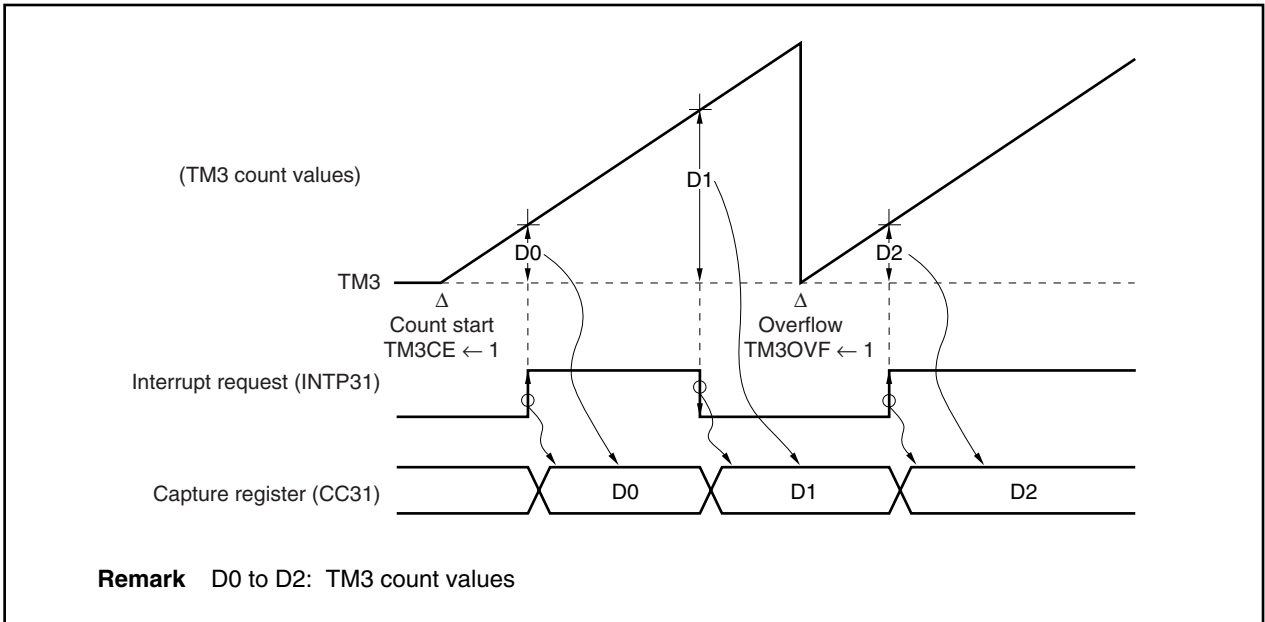 (TM3 count values)
D1
D0
D2
TM3
Δ
Δ
Count start
TM3CE ← 1
Overflow
TM3OVF ← 1
Interrupt request (INTP31)
Capture register (CC31)
D0
D1
D2
Remark D0 to D2: TM3 count values